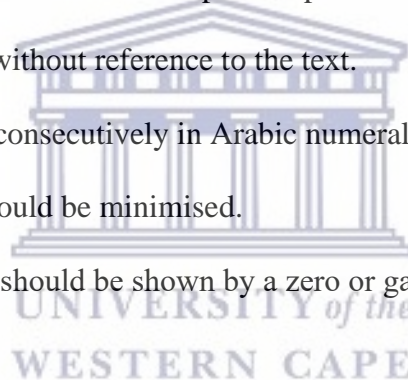 without reference to the text.
consecutively in Arabic numeral
ould be minimised.
should be shown by a zero or ga
UNIVERSITY of the
WESTERN CAPE